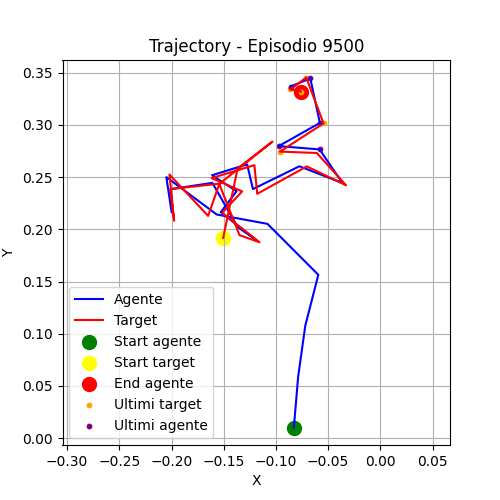 Trajectory - Episodio 9500
Y
0.35
0.30
0.25
0.20
0.15
0.10
0.05
0.00
Agente
Target
Start agente
Start target
End agente
Ultimi target
Ultimi agente
−0.30 −0.25 −0.20 −0.15 −0.10 −0.05 0.00 0.05
X